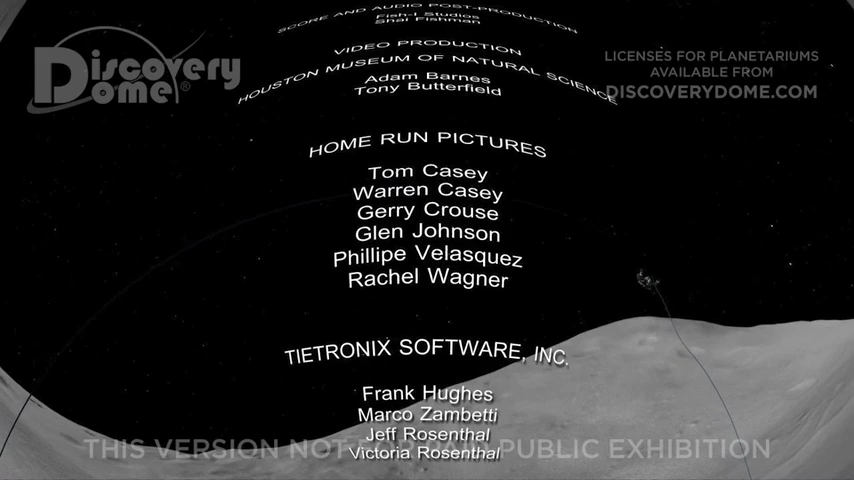 SCORE AND AUDIO POST-PRODUCTION
Fish-I Studios
Shai Fishman
VIDEO PRODUCTION
HOUSTON MUSEUM OF NATURAL SCIENCE
Adam Barnes
Tony Butterfield
Discovery
Dome®
LICENSES FOR PLANETARIUMS
AVAILABLE FROM
DISCOVERYDOME.COM
HOME RUN PICTURES
Tom Casey
Warren Casey
Gerry Crouse
Glen Johnson
Phillipe Velasquez
Rachel Wagner
TIETRONIX SOFTWARE, INC.
Frank Hughes
Marco Zambetti
Jeff Rosenthal
Victoria Rosenthal
THIS VERSION NOT FOR PUBLIC EXHIBITION